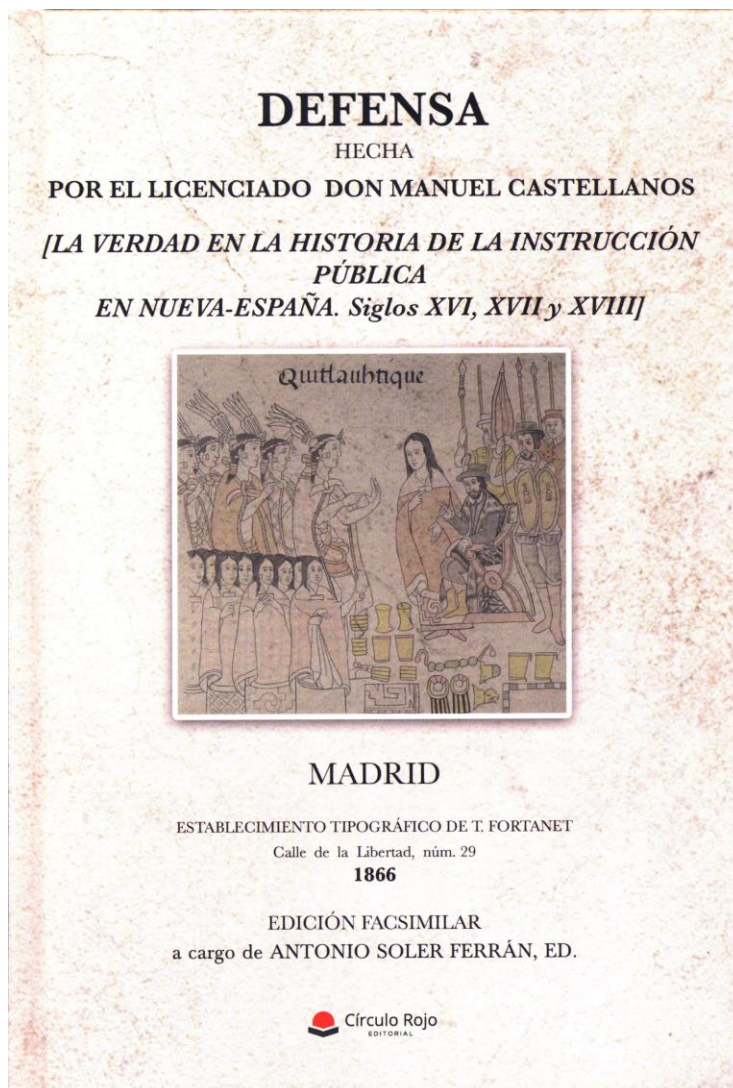 DEFENSA
HECHA
POR EL LICENCIADO DON MANUEL CASTELLANOS
[LA VERDAD EN LA HISTORIA DE LA INSTRUCCIÓN
PÚBLICA
EN NUEVA-ESPAÑA. Siglos XVI, XVII y XVIII]
Quitlauhtique
MADRID
ESTABLECIMIENTO TIPOGRÁFICO DE T. FORTANET
Calle de la Libertad, núm. 29
1866
EDICIÓN FACSIMILAR
a cargo de ANTONIO SOLER FERRÁN, ED.
Círculo Rojo
EDITORIAL